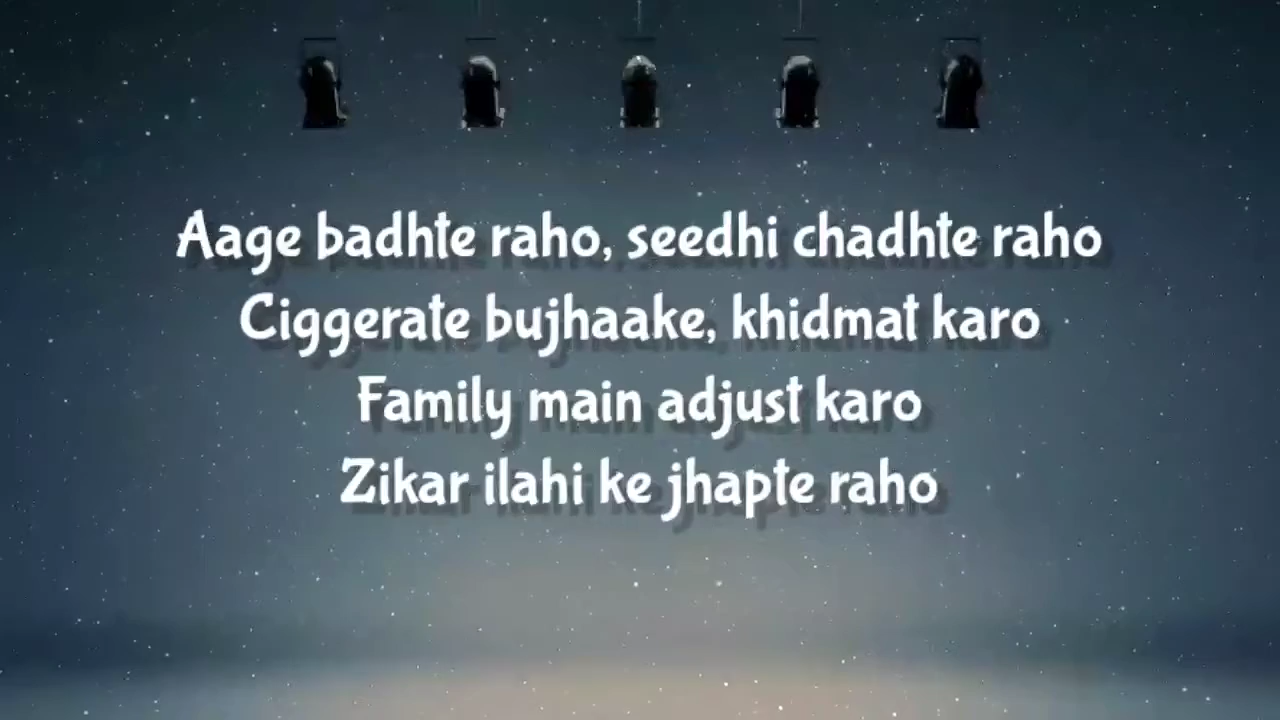 Aage badhte raho, seedhi chadhte raho
Ciggerate bujhaake, khidmat karo
Family main adjust karo
Zikar ilahi ke jhapte raho